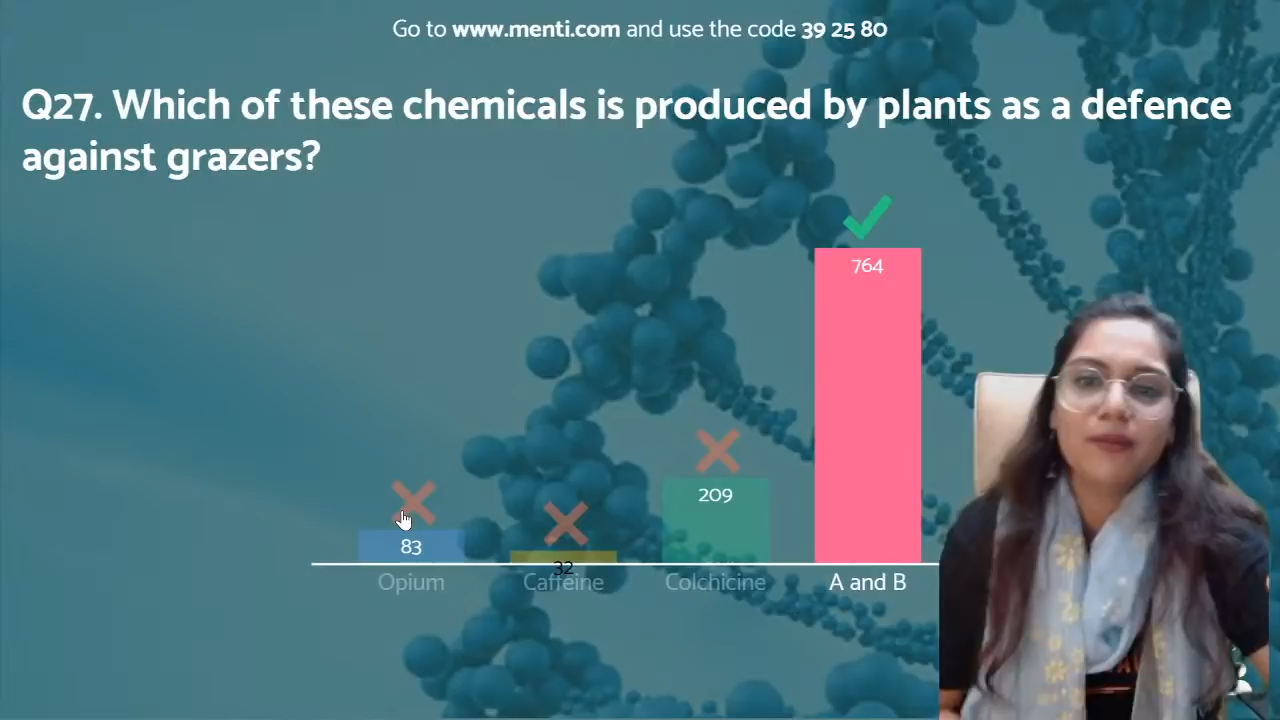 Go to www.menti.com and use the code 39 25 80
Q27. Which of these chemicals is produced by plants as a defence
against grazers?
764
209
83
32
Opium Caffeine Colchicine A and B